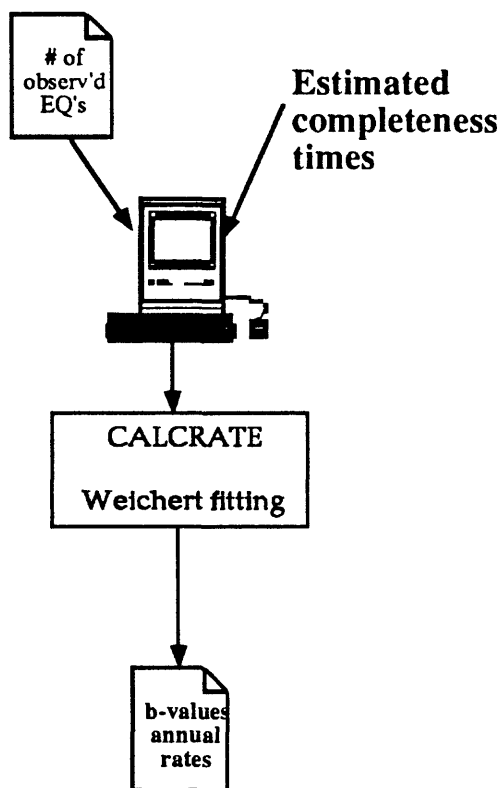 # of
observ'd
EQ's
Estimated
completeness
times
CALCRATE
Weichert fitting
b-values
annual
rates